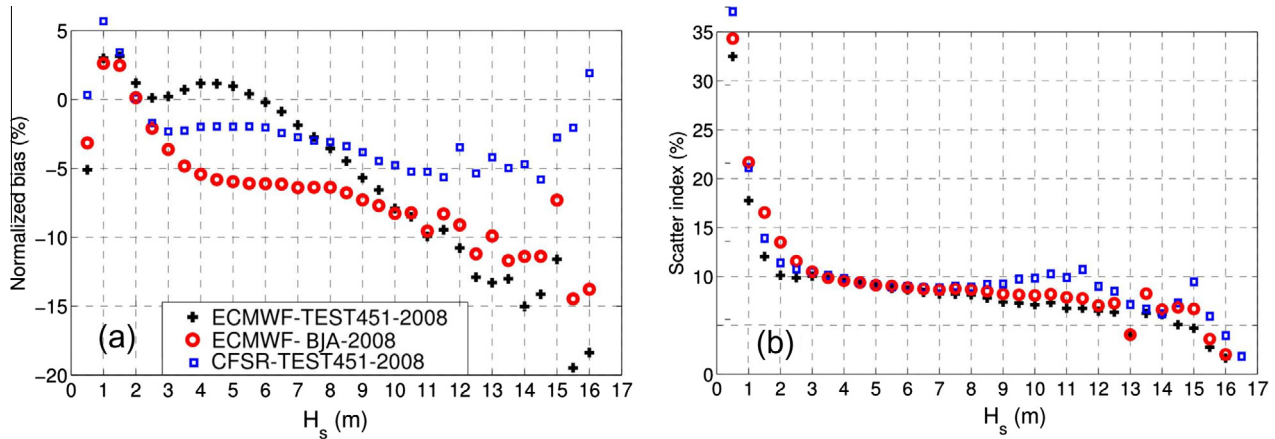 5
0
−5
−10
−15
−20
Normalized bias (%)
(a)
ECMWF-TEST451-2008
ECMWF- BJA-2008
CFSR-TEST451-2008
0 1 2 3 4 5 6 7 8 9 10 11 12 13 14 15 16 17
H_s (m)
35
30
25
20
15
10
5
0
Scatter index (%)
(b)
0 1 2 3 4 5 6 7 8 9 10 11 12 13 14 15 16 17
H_s (m)